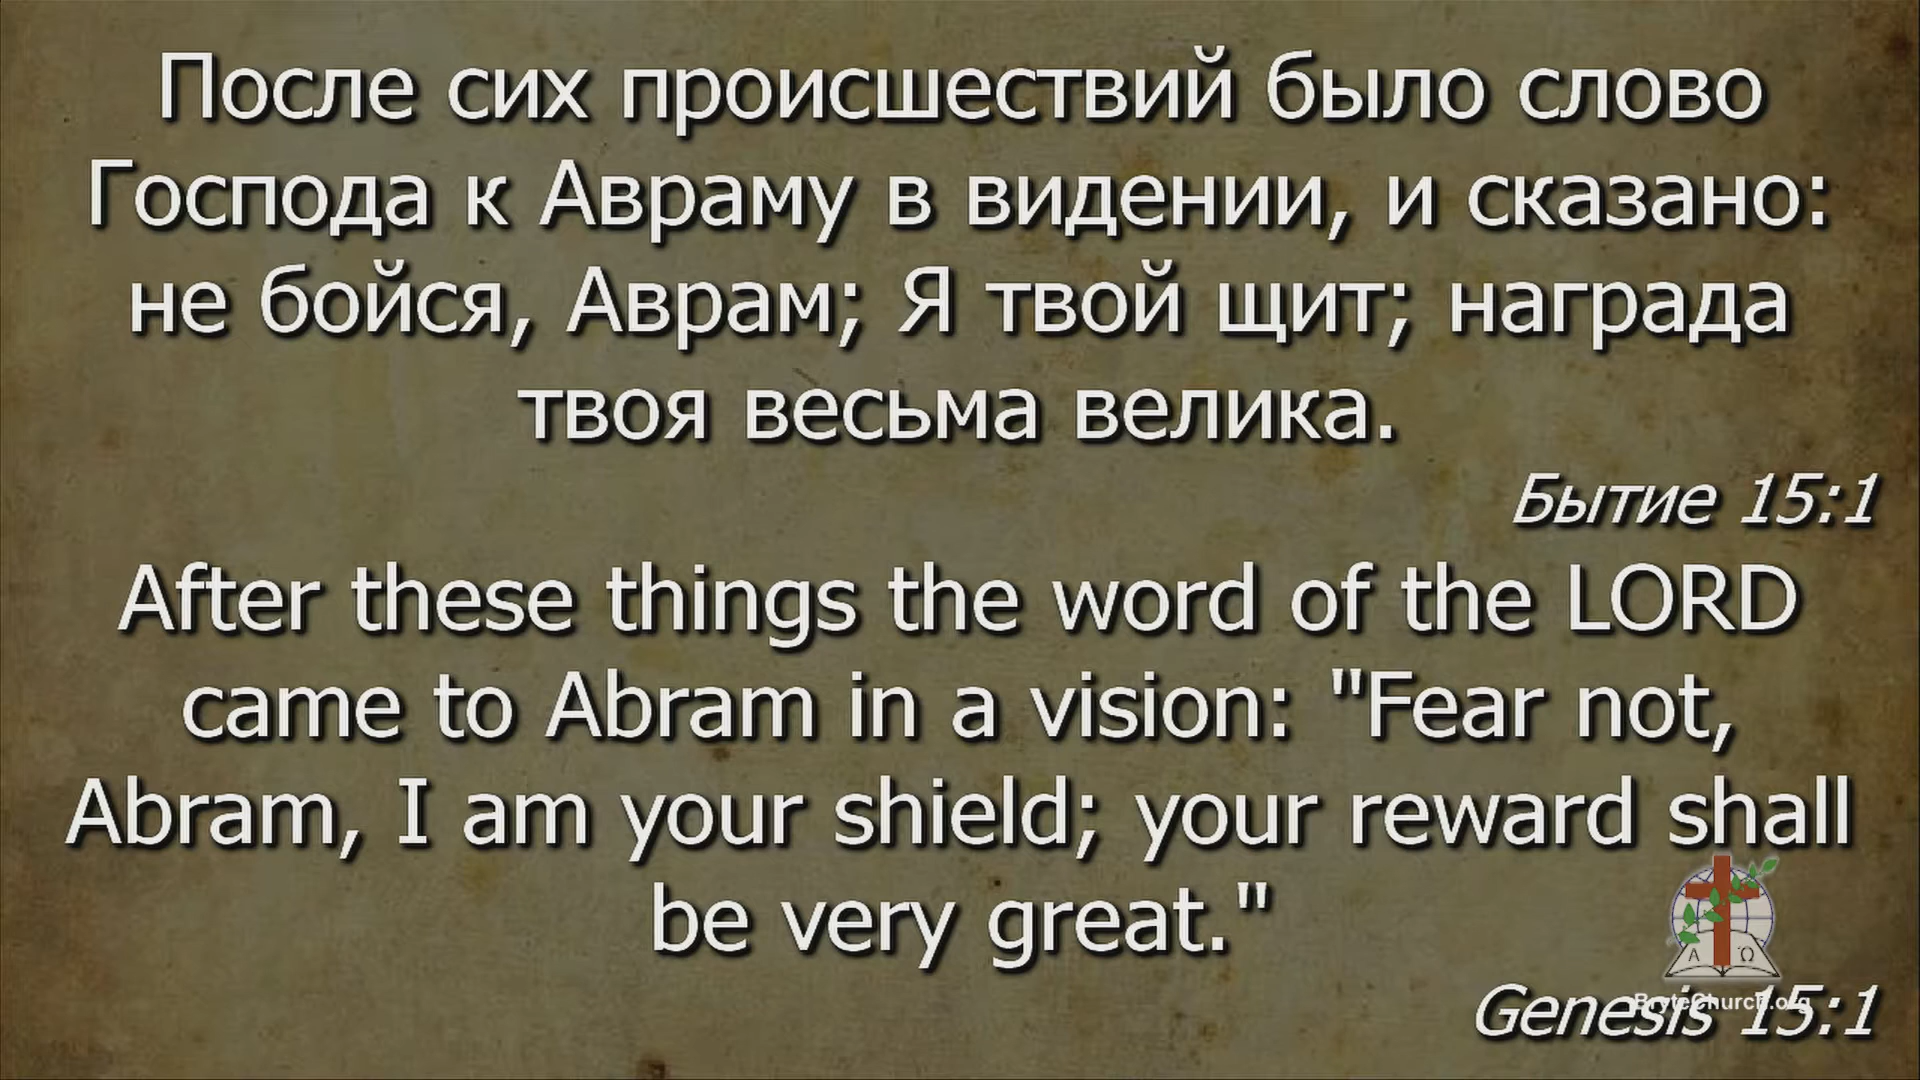 После сих происшествий было слово
Господа к Авраму в видении, и сказано:
не бойся, Аврам; Я твой щит; награда
твоя весьма велика.
Бытие 15:1
After these things the word of the LORD
came to Abram in a vision: "Fear not,
Abram, I am your shield; your reward shall
be very great."
Α Ω
BryteChurch.org
Genesis 15:1